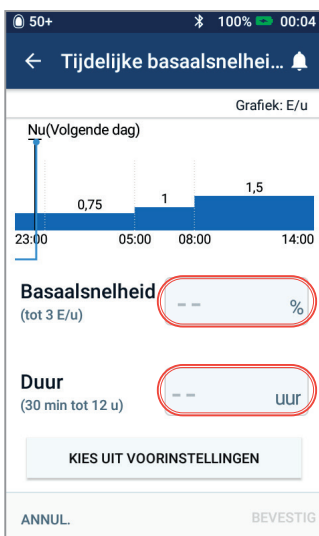 50+ 100% 00:04
Tijdelijke basaalsnelhei...
Grafiek: E/u
Nu(Volgende dag)
0,75 1 1,5
23:00 05:00 08:00 14:00
Basaalsnelheid
(tot 3 E/u)
-- %
Duur
(30 min tot 12 u)
-- uur
KIES UIT VOORINSTELLINGEN
ANNUL. BEVESTIG